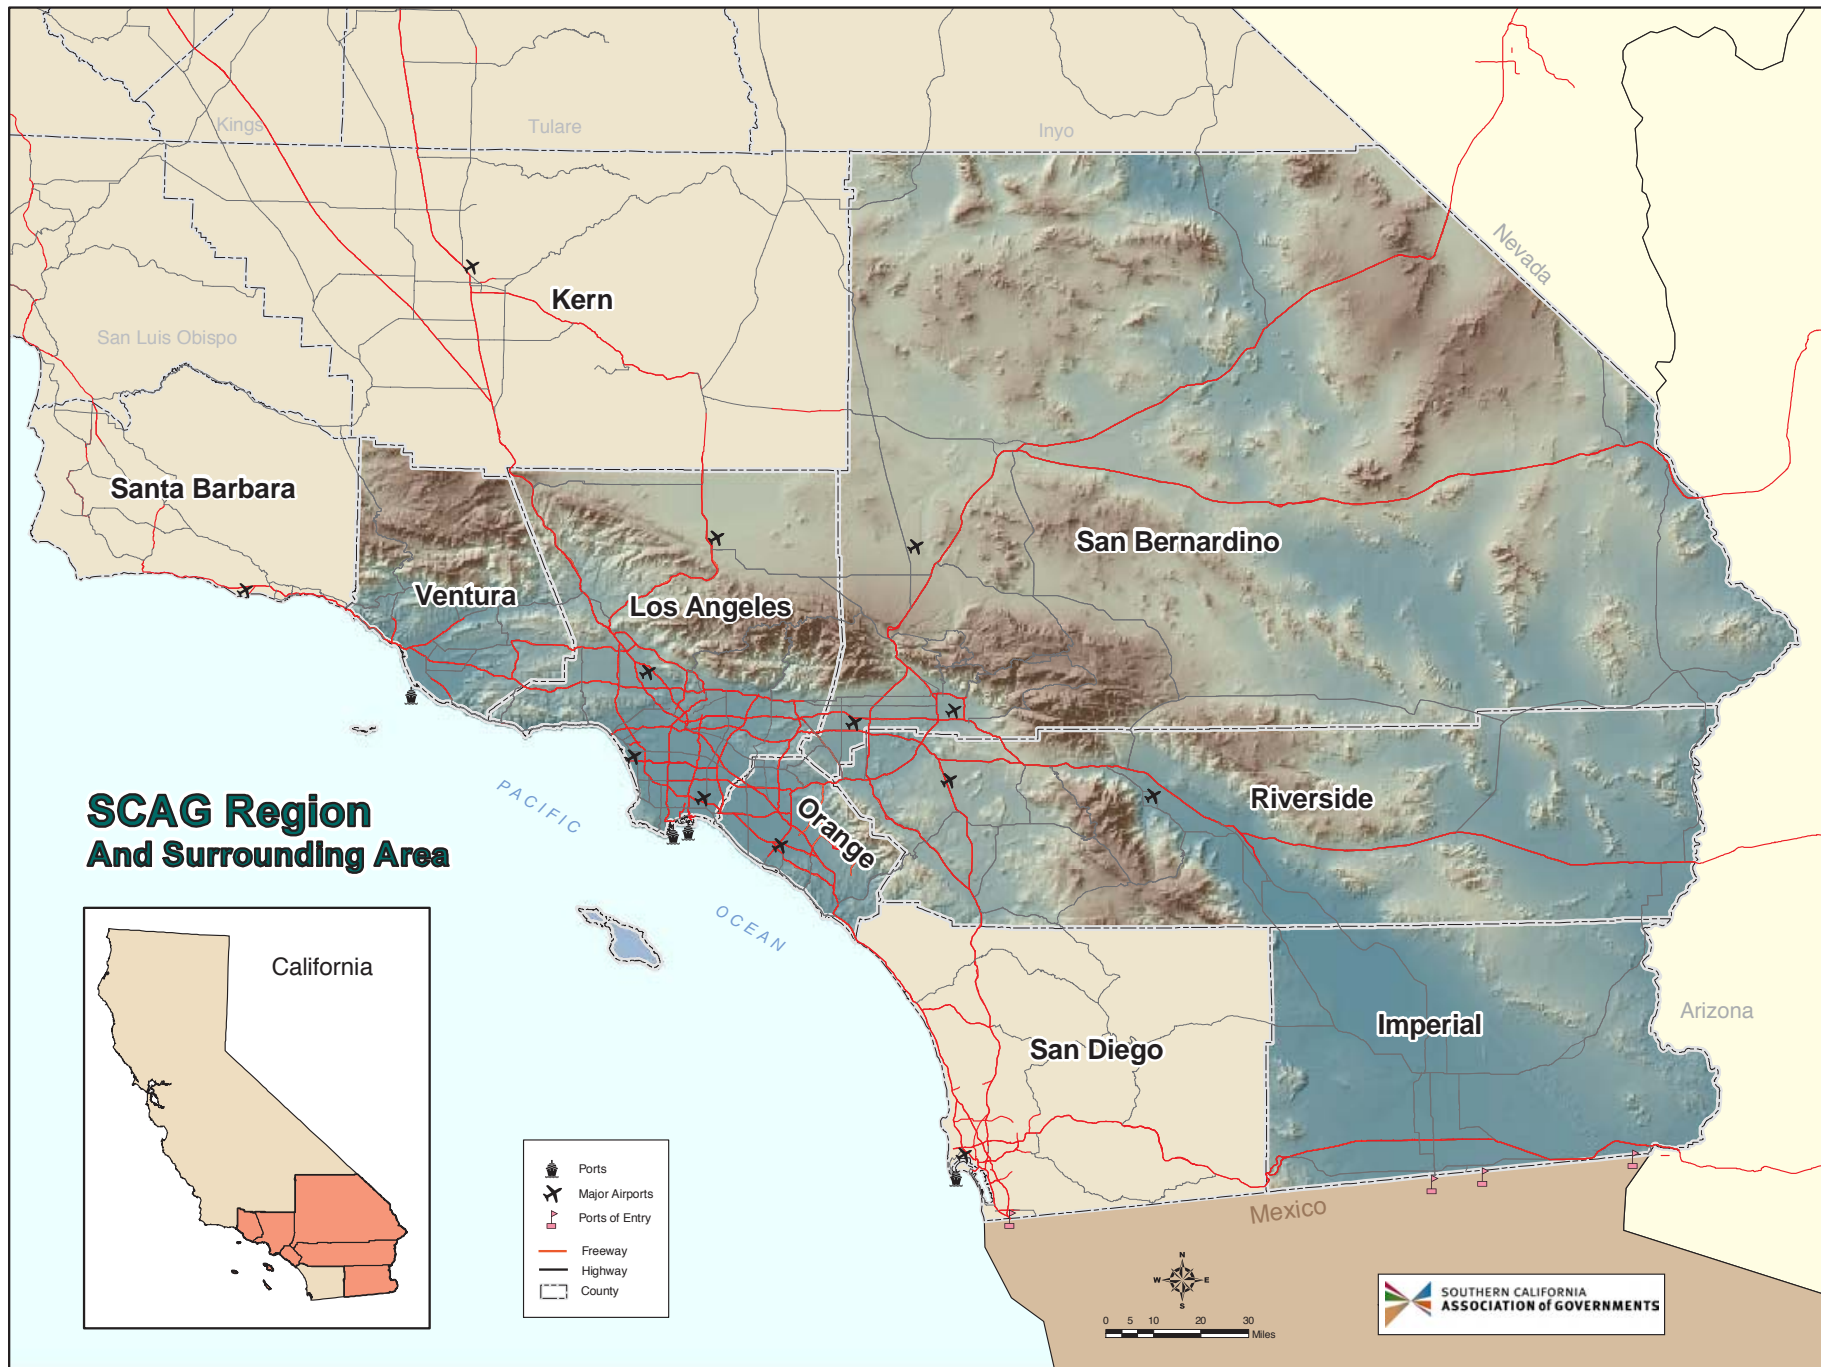 Kings
Tulare
Inyo
Nevada
Kern
San Luis Obispo
Santa Barbara
San Bernardino
Ventura
Los Angeles
PACIFIC
OCEAN
Riverside
Orange
SCAG Region
And Surrounding Area
California
Imperial
Arizona
San Diego
Mexico
Ports
Major Airports
Ports of Entry
Freeway
Highway
County
N
W
E
S
0 5 10 20 30
Miles
SOUTHERN CALIFORNIA
ASSOCIATION of GOVERNMENTS